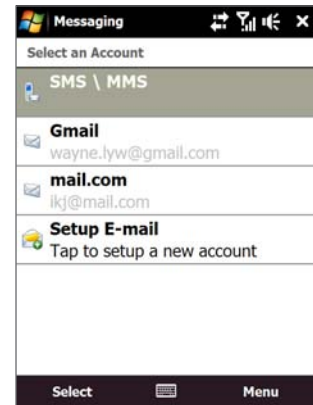 Messaging
Select an Account
SMS \ MMS
Gmail
wayne.lyw@gmail.com
mail.com
ikj@mail.com
Setup E-mail
Tap to setup a new account
Select Menu